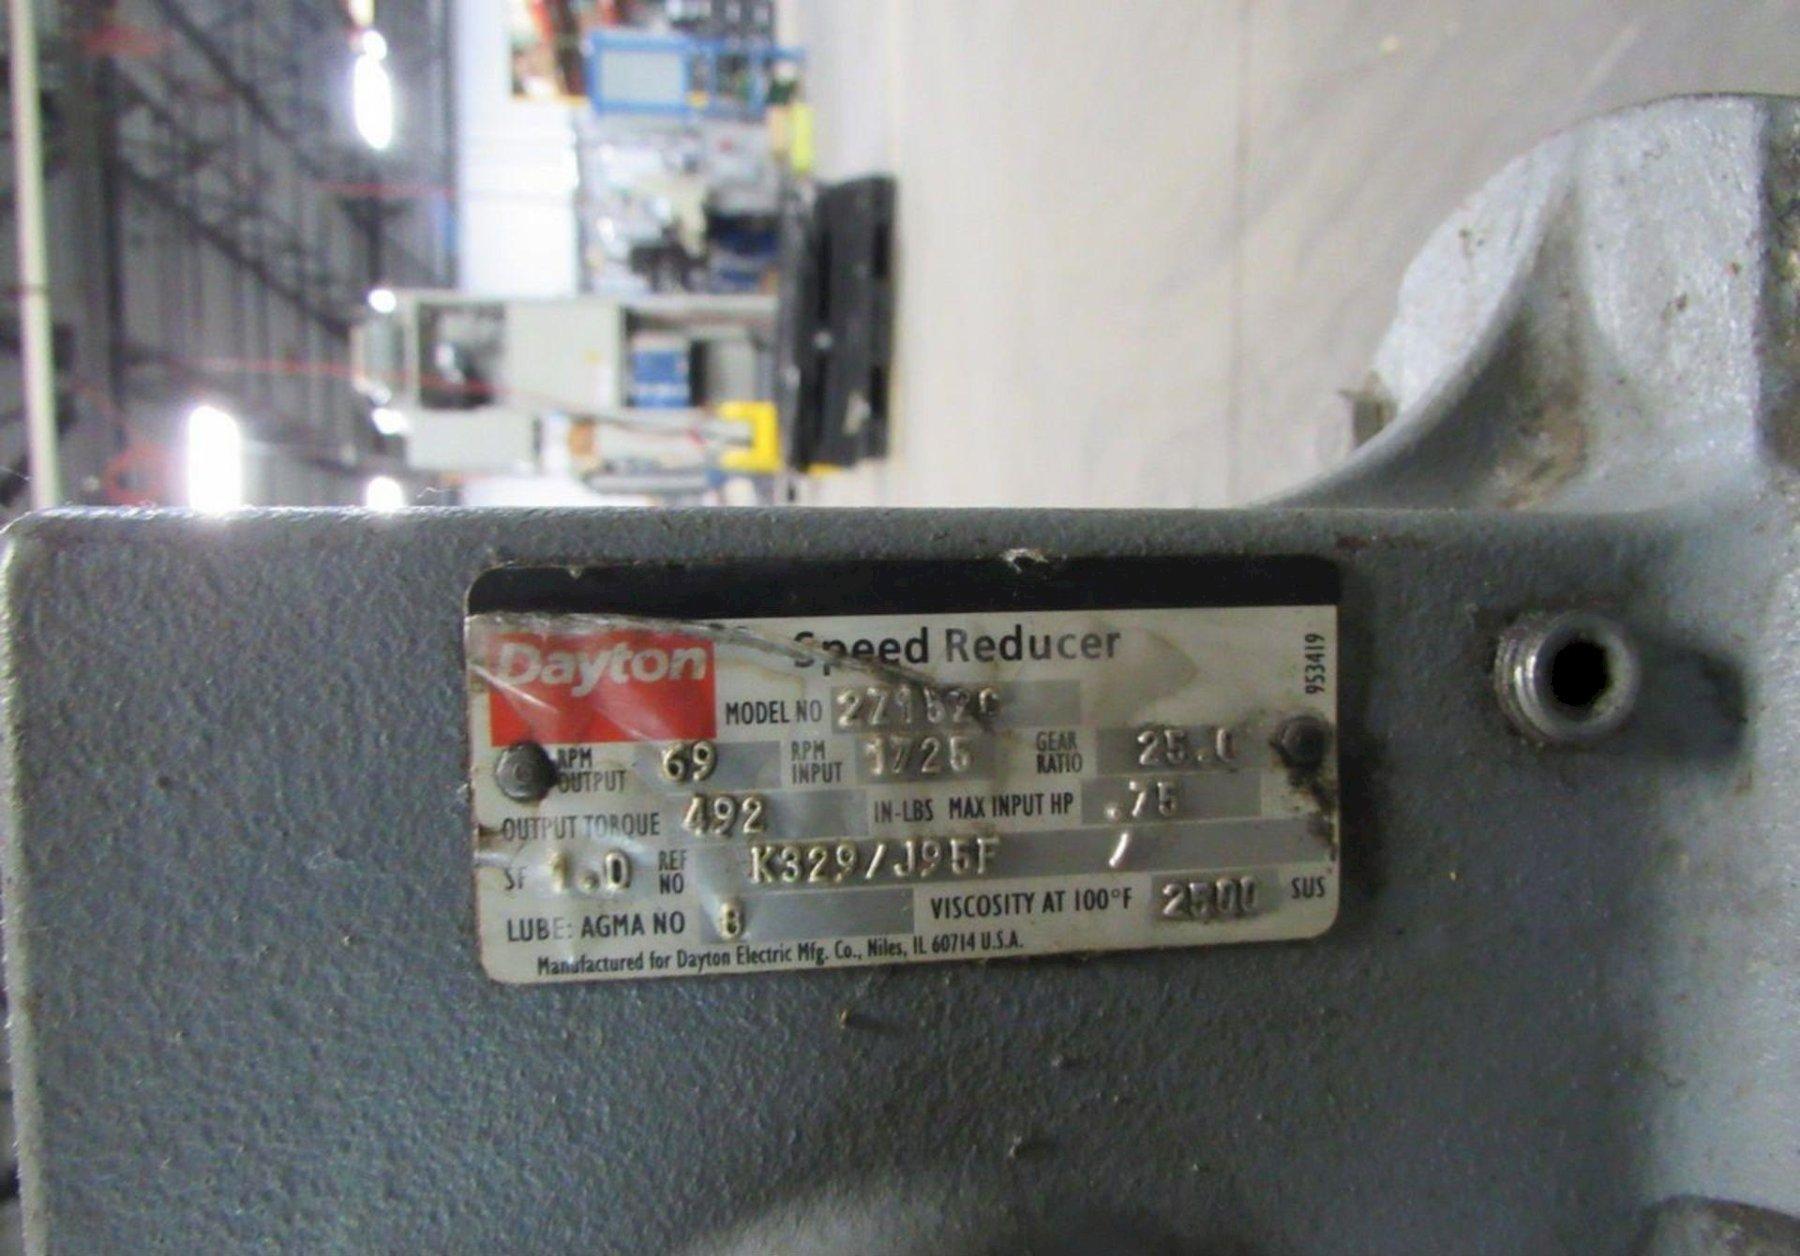 Dayton Speed Reducer
953419
MODEL NO
RPM OUTPUT 69 RPM INPUT 1725 GEAR RATIO 25.0
OUTPUT TORQUE 492 IN-LBS MAX INPUT HP .75
SF 1.0 REF NO K329/J95F /
LUBE: AGMA NO 8 VISCOSITY AT 100°F 2500 SUS
Manufactured for Dayton Electric Mfg. Co., Niles, IL 60714 U.S.A.